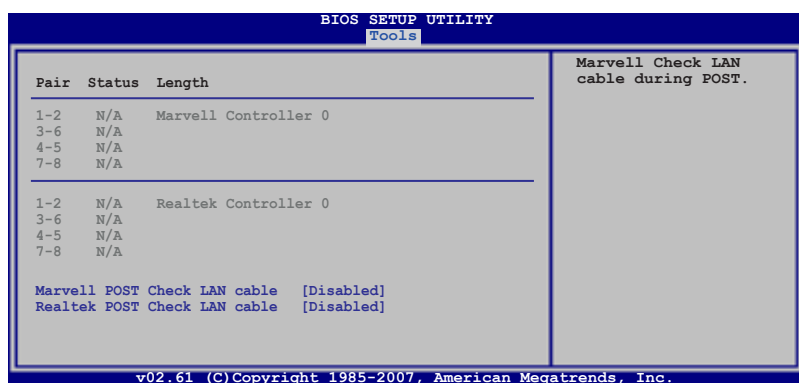 BIOS SETUP UTILITY
Tools
Pair Status Length
1-2 N/A Marvell Controller 0
3-6 N/A
4-5 N/A
7-8 N/A
1-2 N/A Realtek Controller 0
3-6 N/A
4-5 N/A
7-8 N/A
Marvell POST Check LAN cable [Disabled]
Realtek POST Check LAN cable [Disabled]
Marvell Check LAN
cable during POST.
v02.61 (C)Copyright 1985-2007, American Megatrends, Inc.